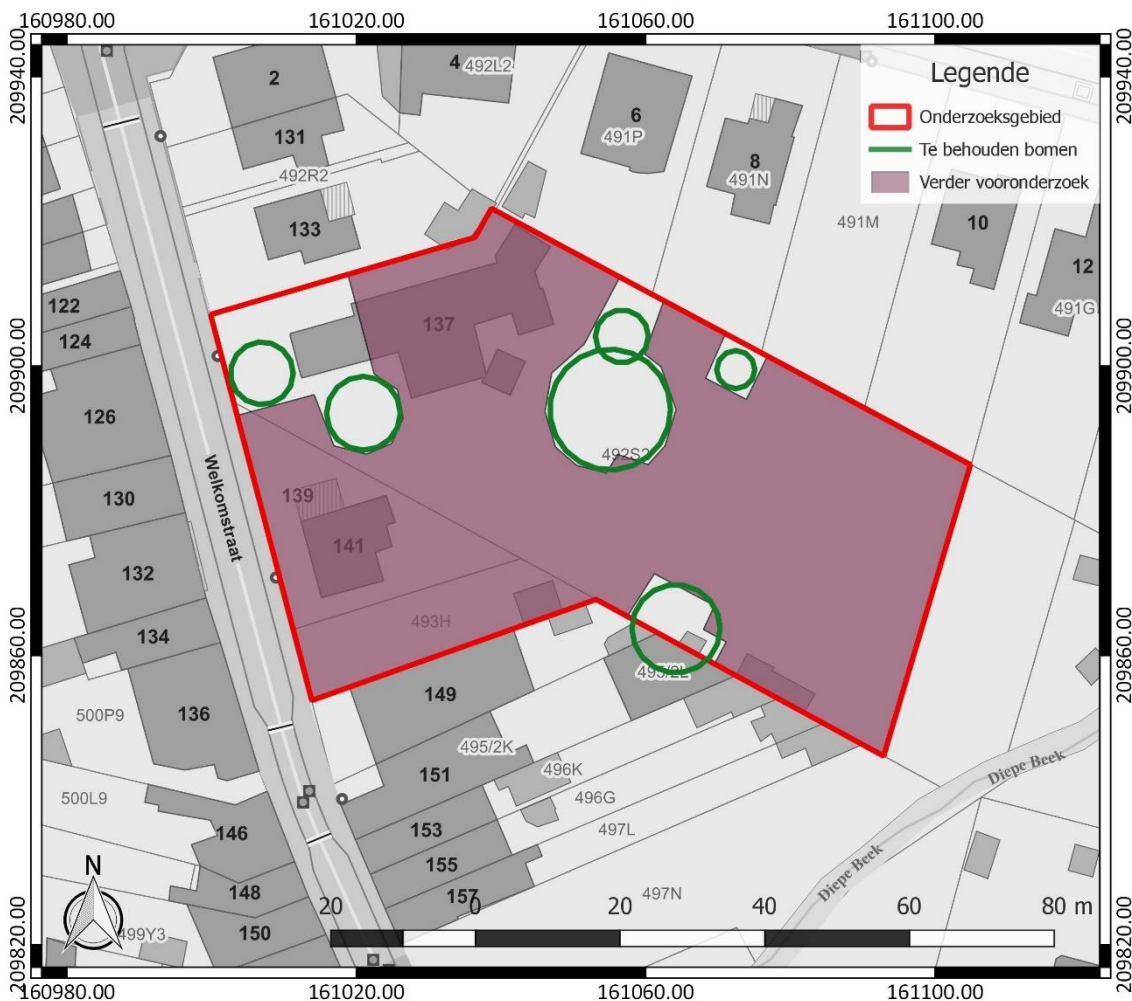 160980.00 161020.00 161060.00 161100.00
209940.00 209940.00
Legende
Onderzoeksgebied
Te behouden bomen
Verder vooronderzoek
2
4
492L2
6
491P
8
491N
131
492R2
133
491M
10
12
491G
122
124
137
209900.00 209900.00
126
492S2
130
Welkomstraat
139
141
132
493H
134
209860.00 209860.00
495/2L
149
136
500P9
495/2K
151
496K
Diepe Beek
500L9
496G
146
153
497L
155
Diepe Beek
148
157
497N
N
150
499Y3
20 0 20 40 60 80 m
209820.00 209820.00
160980.00 161020.00 161060.00 161100.00